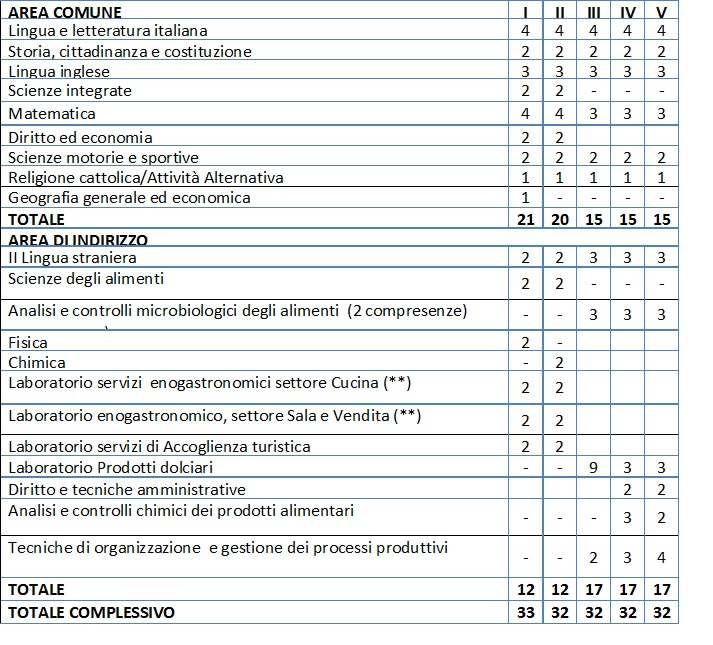 AREA COMUNE I II III IV V
Lingua e letteratura italiana 4 4 4 4 4
Storia, cittadinanza e costituzione 2 2 2 2 2
Lingua inglese 3 3 3 3 3
Scienze integrate 2 2 - - -
Matematica 4 4 3 3 3
Diritto ed economia 2 2
Scienze motorie e sportive 2 2 2 2 2
Religione cattolica/Attività Alternativa 1 1 1 1 1
Geografia generale ed economica 1 - - - -
TOTALE 21 20 15 15 15
AREA DI INDIRIZZO
II Lingua straniera 2 2 3 3 3
Scienze degli alimenti 2 2 - - -
Analisi e controlli microbiologici degli alimenti (2 compresenze) - - 3 3 3
Fisica 2 -
Chimica - 2
Laboratorio servizi enogastronomici settore Cucina (**) 2 2
Laboratorio enogastronomico, settore Sala e Vendita (**) 2 2
Laboratorio servizi di Accoglienza turistica 2 2
Laboratorio Prodotti dolciari - - 9 3 3
Diritto e tecniche amministrative 2 2
Analisi e controlli chimici dei prodotti alimentari - - - 3 2
Tecniche di organizzazione e gestione dei processi produttivi - - 2 3 4
TOTALE 12 12 17 17 17
TOTALE COMPLESSIVO 33 32 32 32 32